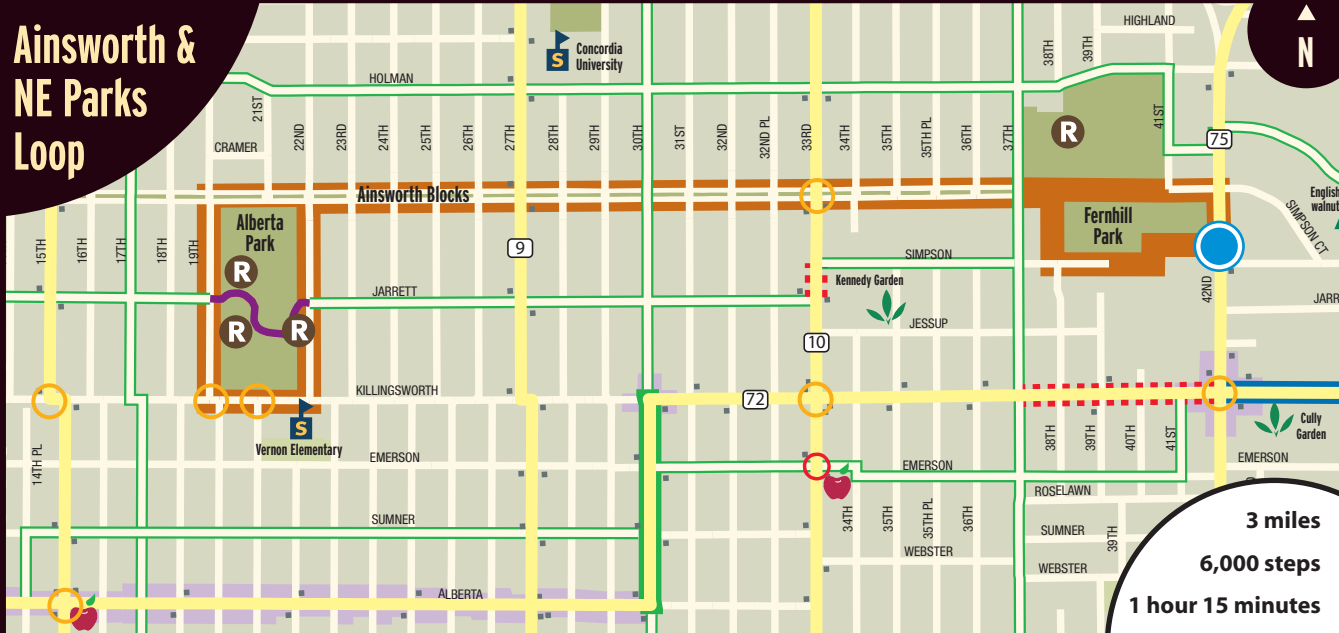 Ainsworth &
NE Parks
Loop
N
Concordia
University
HIGHLAND
38TH
39TH
HOLMAN
21ST
CRAMER
22ND
23RD
24TH
25TH
26TH
27TH
28TH
29TH
30TH
31ST
32ND
32ND PL
33RD
34TH
35TH
35TH PL
36TH
37TH
41ST
R
75
Ainsworth Blocks
English
walnut
SIMPSON CT
15TH
16TH
17TH
18TH
19TH
Alberta
Park
R
R
R
9
Fernhill
Park
SIMPSON
Kennedy Garden
JARRETT
42ND
JARR
JESSUP
10
KILLINGSWORTH
72
S
S
Vernon Elementary
Cully
Garden
14TH PL
EMERSON
EMERSON
EMERSON
38TH
39TH
40TH
41ST
ROSELAWN
SUMNER
34TH
35TH
35TH PL
36TH
SUMNER
39TH
WEBSTER
WEBSTER
ALBERTA
3 miles
6,000 steps
1 hour 15 minutes